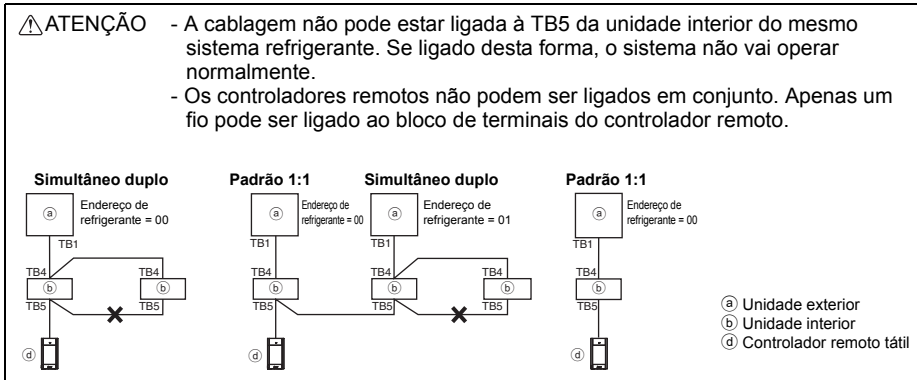 ⚠ATENÇÃO - A cablagem não pode estar ligada à TB5 da unidade interior do mesmo
sistema refrigerante. Se ligado desta forma, o sistema não vai operar
normalmente.
- Os controladores remotos não podem ser ligados em conjunto. Apenas um
fio pode ser ligado ao bloco de terminais do controlador remoto.
Simultâneo duplo Padrão 1:1 Simultâneo duplo Padrão 1:1
ⓐ Endereço de ⓐ Endereço de ⓐ Endereço de ⓐ Endereço de
refrigerante = 00 refrigerante = 00 refrigerante = 01 refrigerante = 00
TB1 TB1 TB1 TB1
TB4 TB4 TB4 TB4 TB4 TB4
ⓑ ⓑ ⓑ ⓑ ⓑ ⓑ
TB5 TB5 TB5 TB5 TB5 TB5
ⓓ ⓓ ⓓ
ⓐ Unidade exterior
ⓑ Unidade interior
ⓓ Controlador remoto tátil